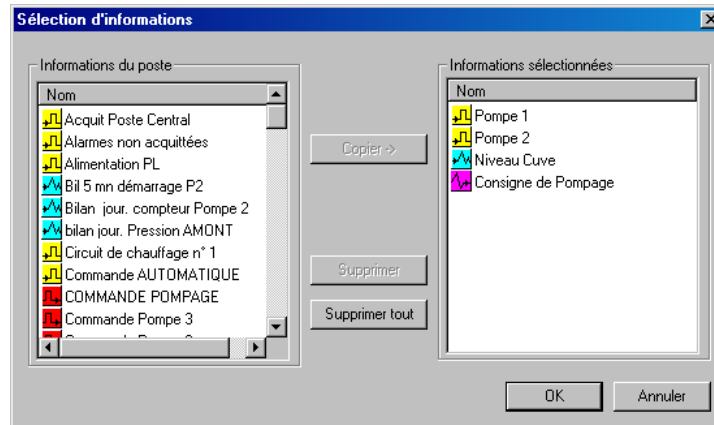 Sélection d'informations
Informations du poste
Nom
Acquit Poste Central
Alarmes non acquittées
Alimentation PL
Bil 5 mn démarrage P2
Bilan jour. compteur Pompe 2
bilan jour. Pression AMONT
Circuit de chauffage n° 1
Commande AUTOMATIQUE
COMMANDE POMPAGE
Commande Pompe 3
Copier ->
Supprimer
Supprimer tout
Informations sélectionnées
Nom
Pompe 1
Pompe 2
Niveau Cuve
Consigne de Pompage
OK
Annuler